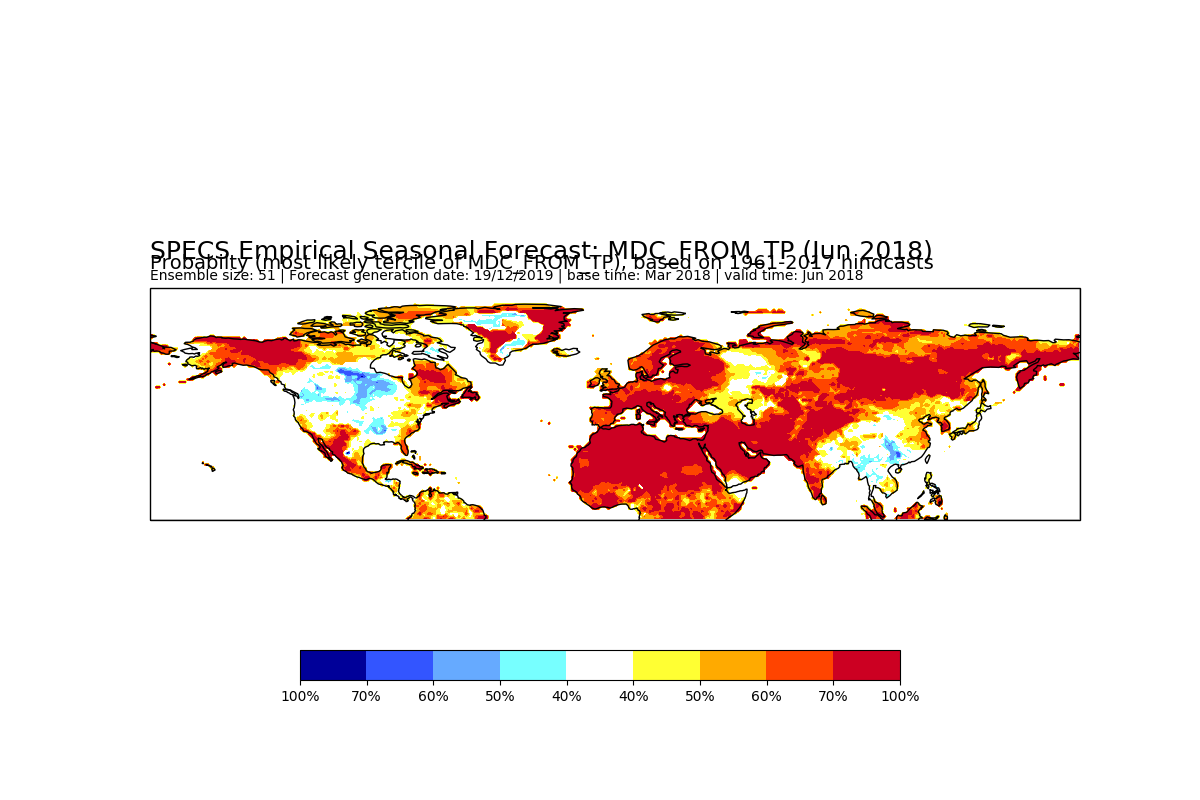 SPECS Empirical Seasonal Forecast: MDC_FROM_TP (Jun 2018)
Probabilty (most likely tercile of MDC_FROM_TP), based on 1961-2017 hindcasts
Ensemble size: 51 | Forecast generation date: 19/12/2019 | base time: Mar 2018 | valid time: Jun 2018
100% 70% 60% 50% 40% 40% 50% 60% 70% 100%